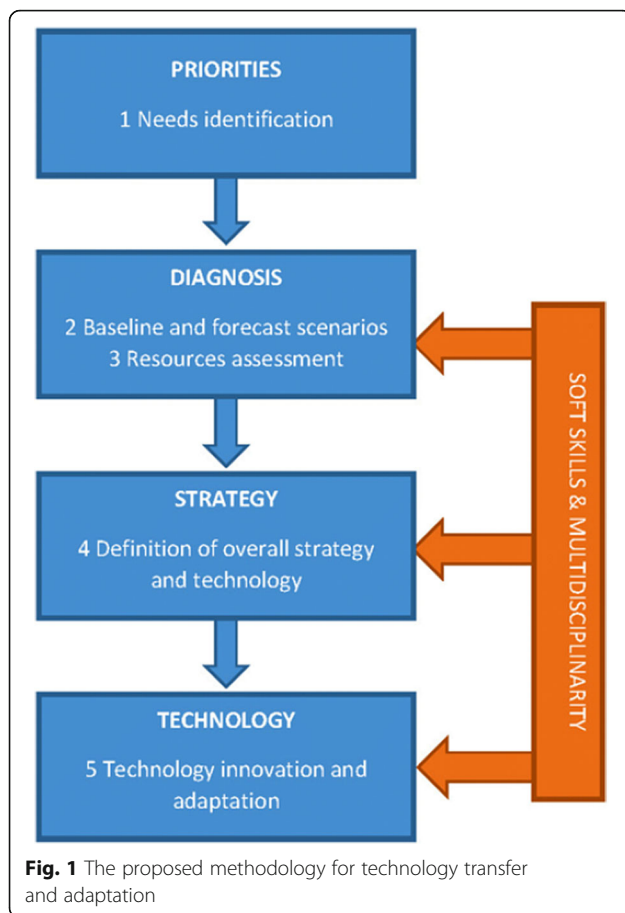 PRIORITIES
1 Needs identification
DIAGNOSIS
2 Baseline and forecast scenarios
3 Resources assessment
STRATEGY
4 Definition of overall strategy
and technology
TECHNOLOGY
5 Technology innovation and
adaptation
SOFT SKILLS & MULTIDISCIPLINARITY
Fig. 1 The proposed methodology for technology transfer
and adaptation